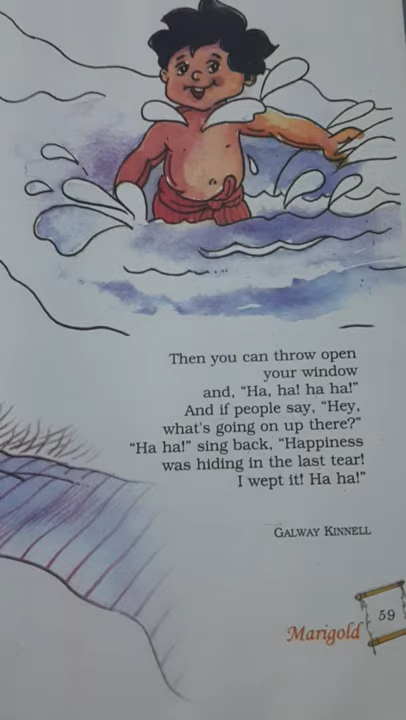 Then you can throw open
your window
and, “Ha, ha! ha ha!”
And if people say, “Hey,
what's going on up there?”
“Ha ha!” sing back, “Happiness
was hiding in the last tear!
I wept it! Ha ha!”
GALWAY KINNELL
59
Marigold